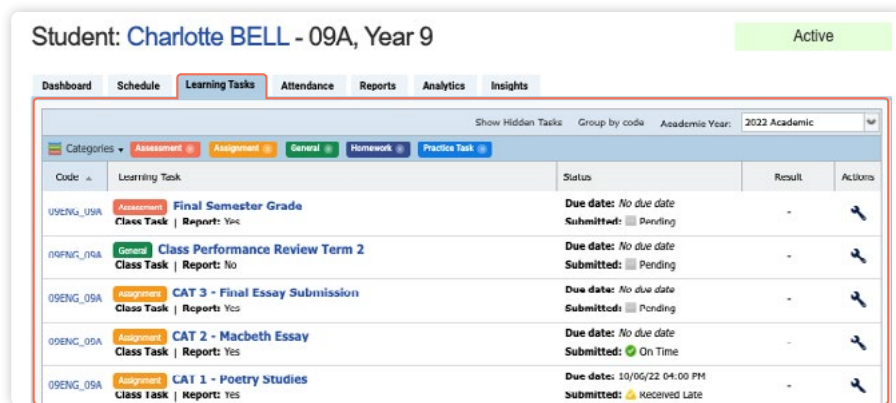 Student: Charlotte BELL - 09A, Year 9
Active
Dashboard Schedule Learning Tasks Attendance Reports Analytics Insights
Show Hidden Tasks Group by code Academic Year: 2022 Academic
Categories Assessment Assignment General Homework Practice Task
Code Learning Task Status Result Actions
09ENG_09A Assessment Final Semester Grade Due date: No due date -
Class Task | Report: Yes Submitted: Pending
09ENG_09A General Class Performance Review Term 2 Due date: No due date -
Class Task | Report: No Submitted: Pending
09ENG_09A Assignment CAT 3 - Final Essay Submission Due date: No due date -
Class Task | Report: Yes Submitted: Pending
09ENG_09A Assignment CAT 2 - Macbeth Essay Due date: No due date -
Class Task | Report: Yes Submitted: On Time
09ENG_09A Assignment CAT 1 - Poetry Studies Due date: 10/06/22 04:00 PM -
Class Task | Report: Yes Submitted: Received Late